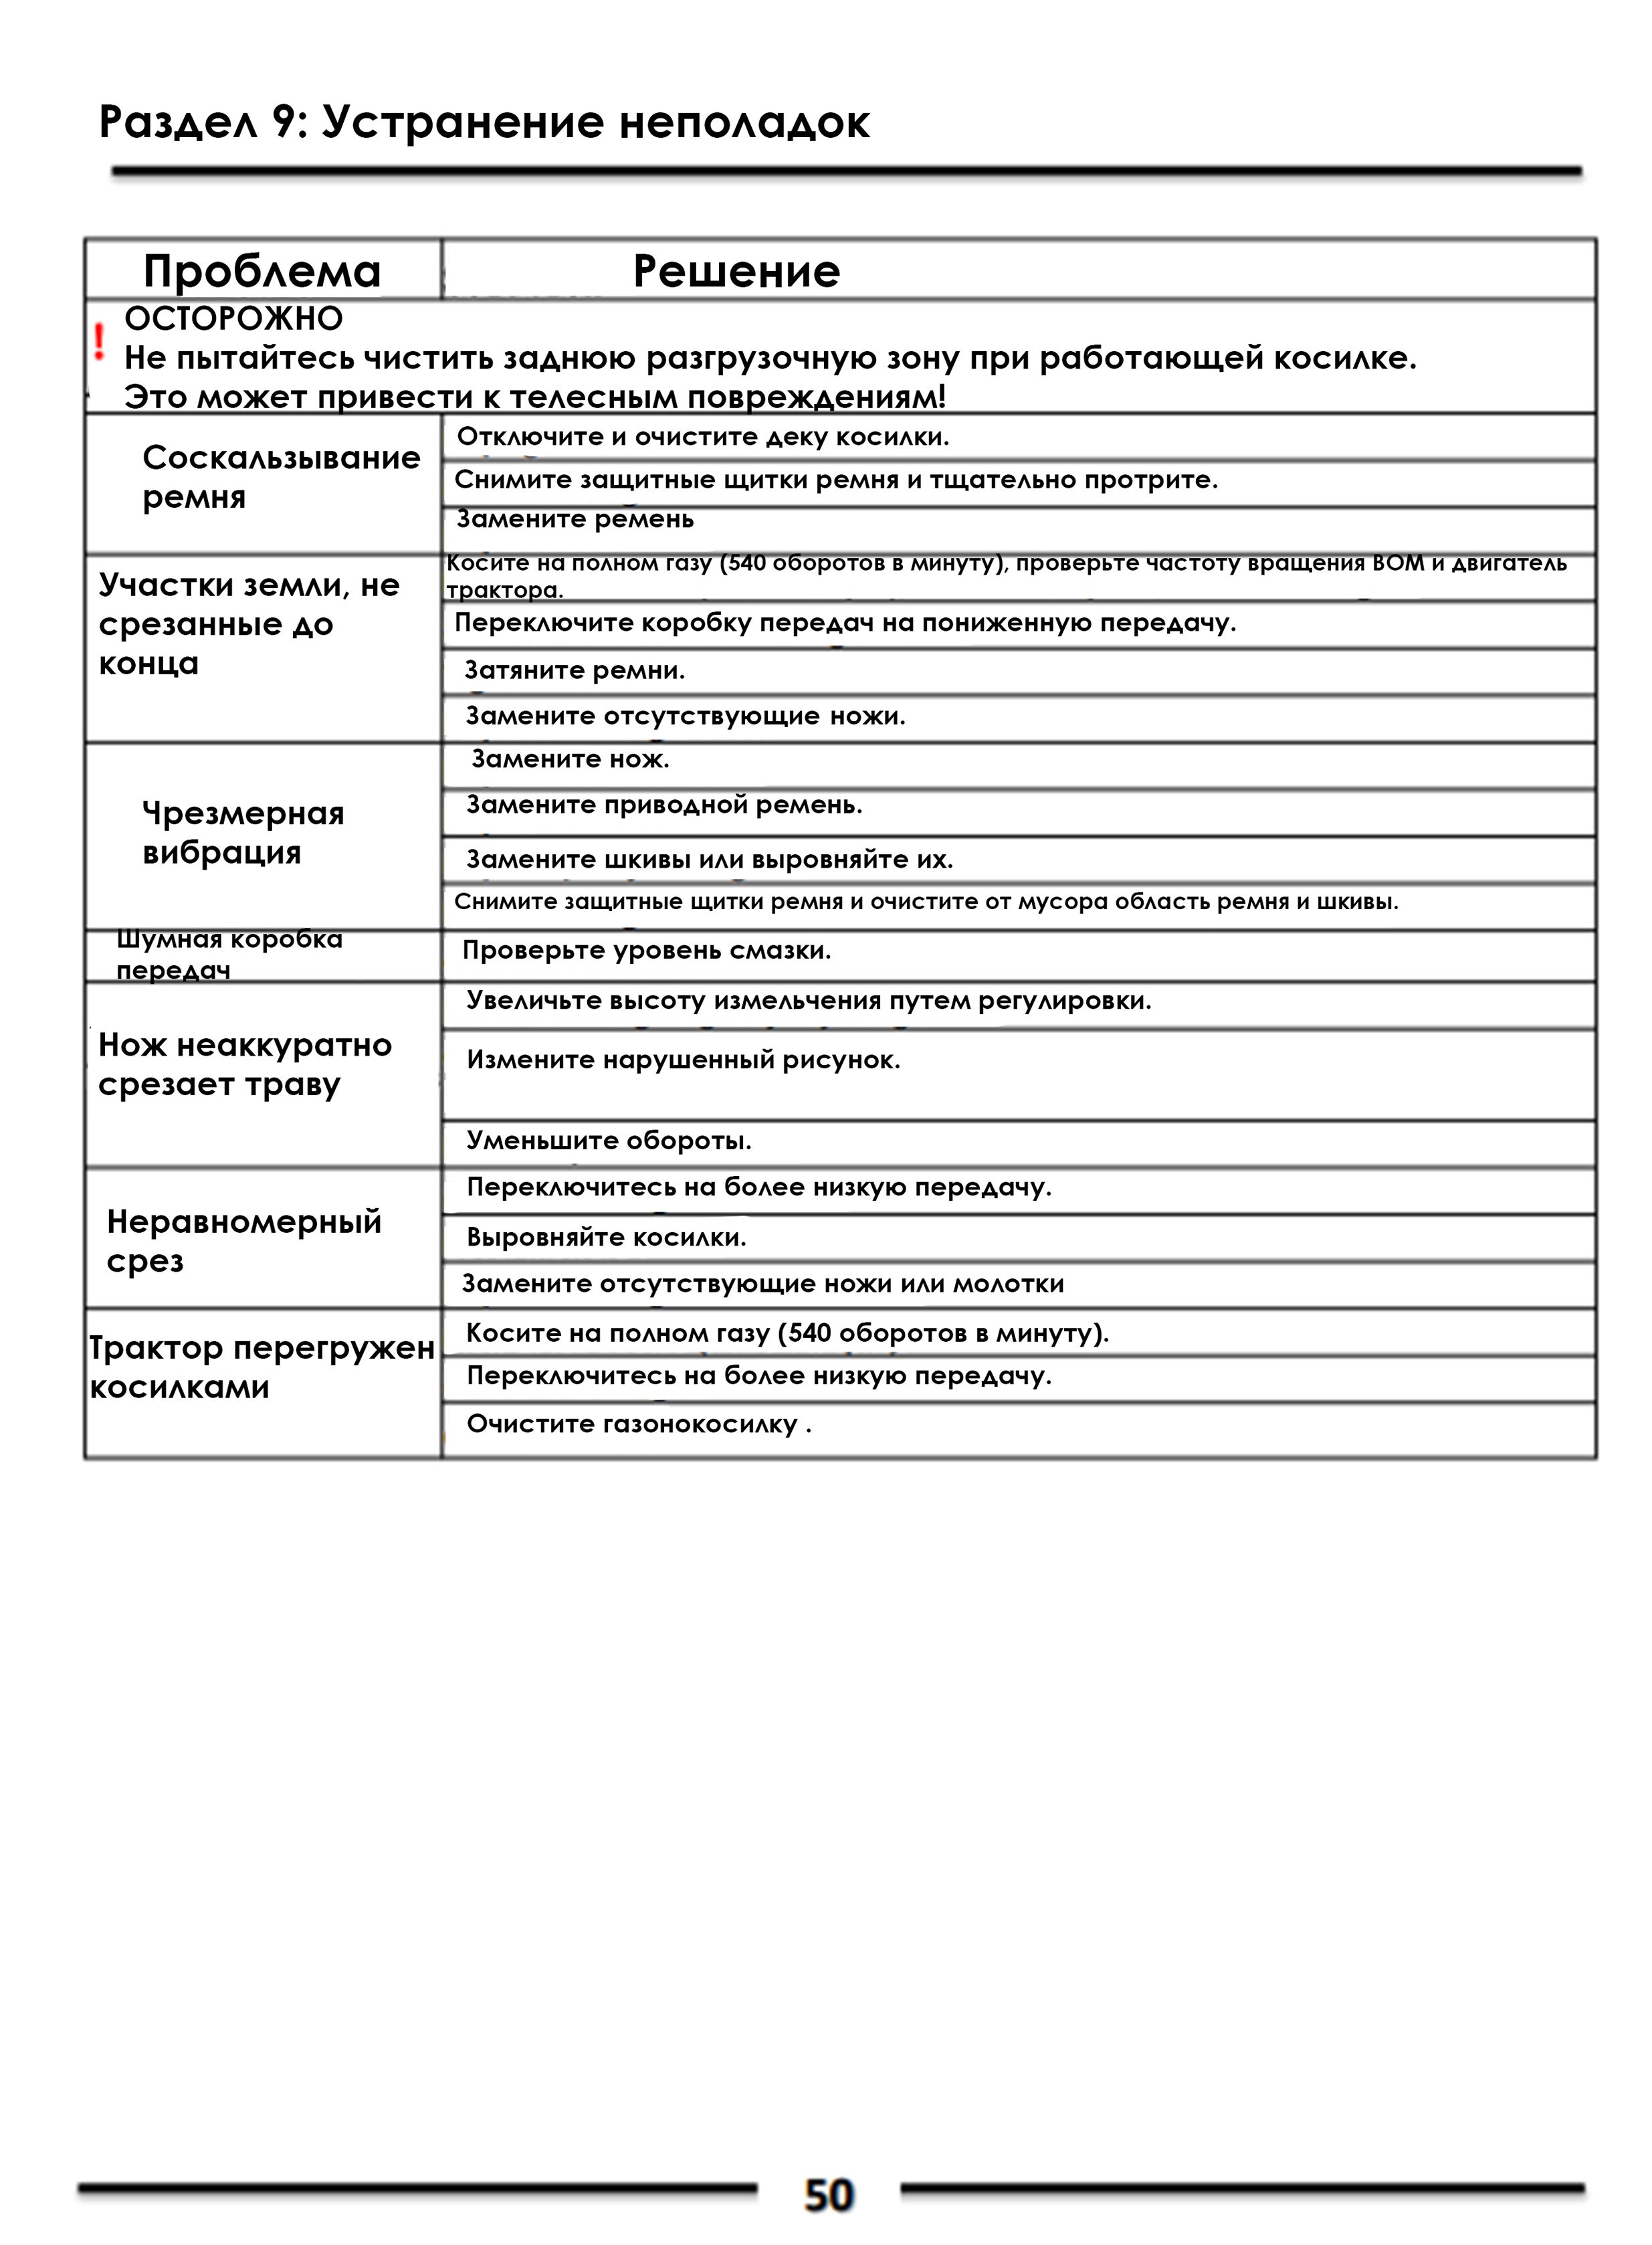 Раздел 9: Устранение неполадок
Проблема
Решение
!
ОСТОРОЖНО
Не пытайтесь чистить заднюю разгрузочную зону при работающей косилке.
Это может привести к телесным повреждениям!
Соскальзывание
ремня
Отключите и очистите деку косилки.
Снимите защитные щитки ремня и тщательно протрите.
Замените ремень
Участки земли, не
срезанные до
конца
Косите на полном газу (540 оборотов в минуту), проверьте частоту вращения ВОМ и двигатель
трактора.
Переключите коробку передач на пониженную передачу.
Затяните ремни.
Замените отсутствующие ножи.
Чрезмерная
вибрация
Замените нож.
Замените приводной ремень.
Замените шкивы или выровняйте их.
Снимите защитные щитки ремня и очистите от мусора область ремня и шкивы.
Шумная коробка
передач
Проверьте уровень смазки.
Нож неаккуратно
срезает траву
Увеличьте высоту измельчения путем регулировки.
Измените нарушенный рисунок.
Уменьшите обороты.
Неравномерный
срез
Переключитесь на более низкую передачу.
Выровняйте косилки.
Замените отсутствующие ножи или молотки
Трактор перегружен
косилками
Косите на полном газу (540 оборотов в минуту).
Переключитесь на более низкую передачу.
Очистите газонокосилку .
50